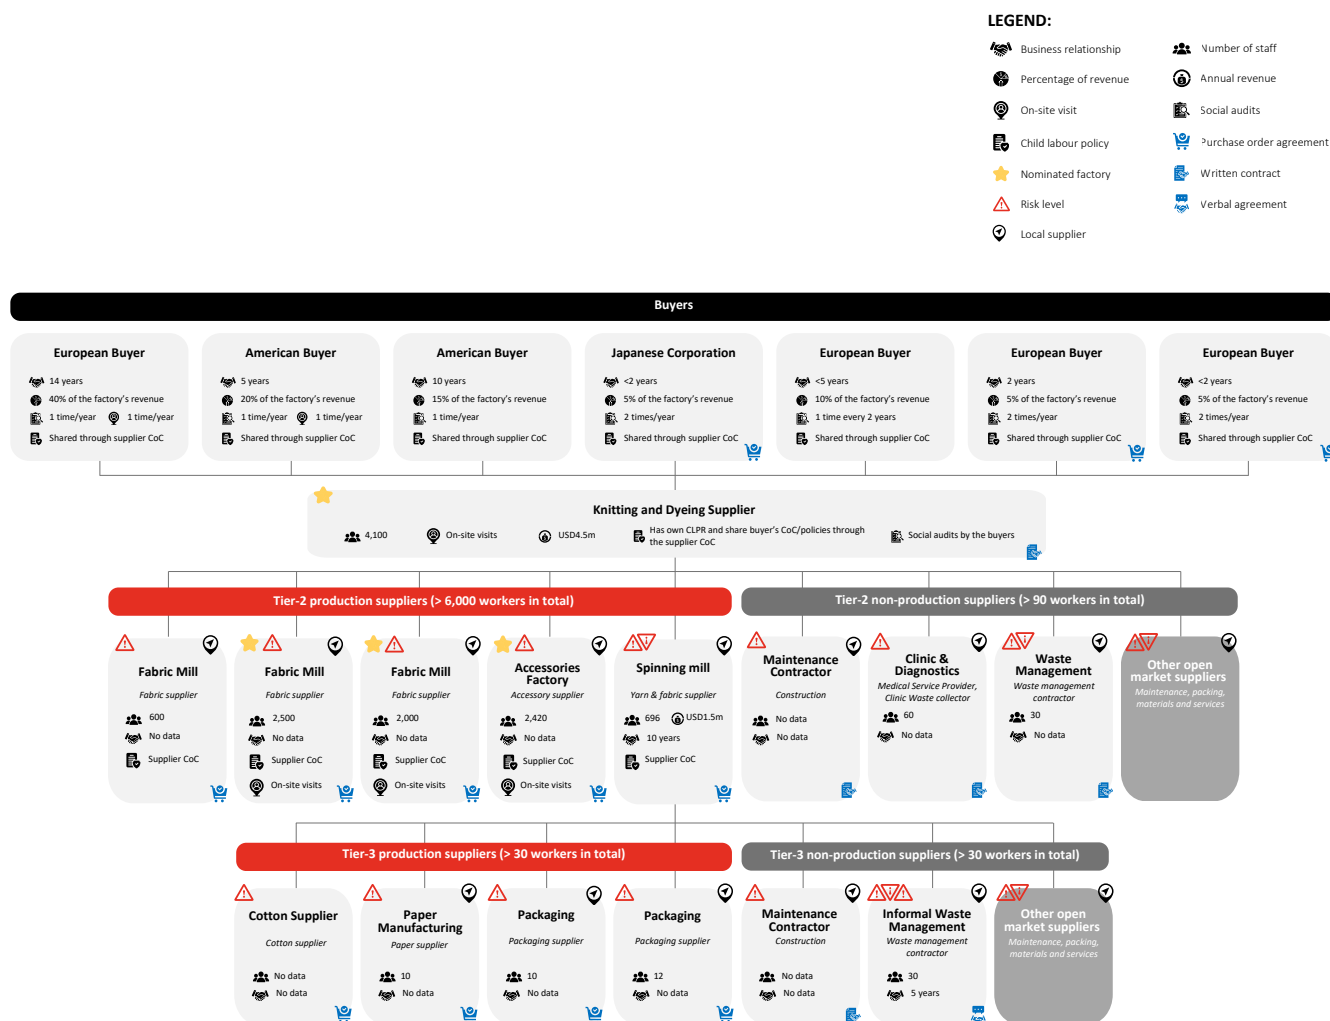 LEGEND:
Business relationship
Number of staff
Percentage of revenue
Annual revenue
On-site visit
Social audits
Child labour policy
Purchase order agreement
Nominated factory
Written contract
Risk level
Verbal agreement
Local supplier
Buyers
European Buyer
14 years
40% of the factory's revenue
1 time/year 1 time/year
Shared through supplier CoC
American Buyer
5 years
20% of the factory's revenue
1 time/year 1 time/year
Shared through supplier CoC
American Buyer
10 years
15% of the factory's revenue
1 time/year
Shared through supplier CoC
Japanese Corporation
<2 years
5% of the factory's revenue
2 times/year
Shared through supplier CoC
European Buyer
<5 years
10% of the factory's revenue
1 time every 2 years
Shared through supplier CoC
European Buyer
2 years
5% of the factory's revenue
2 times/year
Shared through supplier CoC
European Buyer
<2 years
5% of the factory's revenue
2 times/year
Shared through supplier CoC
Knitting and Dyeing Supplier
4,100
On-site visits
USD4.5m
Has own CLPR and share buyer's CoC/policies through
the supplier CoC
Social audits by the buyers
Tier-2 production suppliers (> 6,000 workers in total)
Tier-2 non-production suppliers (> 90 workers in total)
Fabric Mill
Fabric supplier
600
No data
Supplier CoC
Fabric Mill
Fabric supplier
2,500
No data
Supplier CoC
On-site visits
Fabric Mill
Fabric supplier
2,000
No data
Supplier CoC
On-site visits
Accessories
Factory
Accessory supplier
2,420
No data
Supplier CoC
On-site visits
Spinning mill
Yarn & fabric supplier
696 USD1.5m
10 years
Supplier CoC
Maintenance
Contractor
Construction
No data
No data
Clinic &
Diagnostics
Medical Service Provider,
Clinic Waste collector
60
No data
Waste
Management
Waste management
contractor
30
No data
Other open
market suppliers
Maintenance, packing,
materials and services
Tier-3 production suppliers (> 30 workers in total)
Tier-3 non-production suppliers (> 30 workers in total)
Cotton Supplier
Cotton supplier
No data
No data
Paper
Manufacturing
Paper supplier
10
No data
Packaging
Packaging supplier
10
No data
Packaging
Packaging supplier
12
No data
Maintenance
Contractor
Construction
No data
No data
Informal Waste
Management
Waste management
contractor
30
5 years
Other open
market suppliers
Maintenance, packing,
materials and services